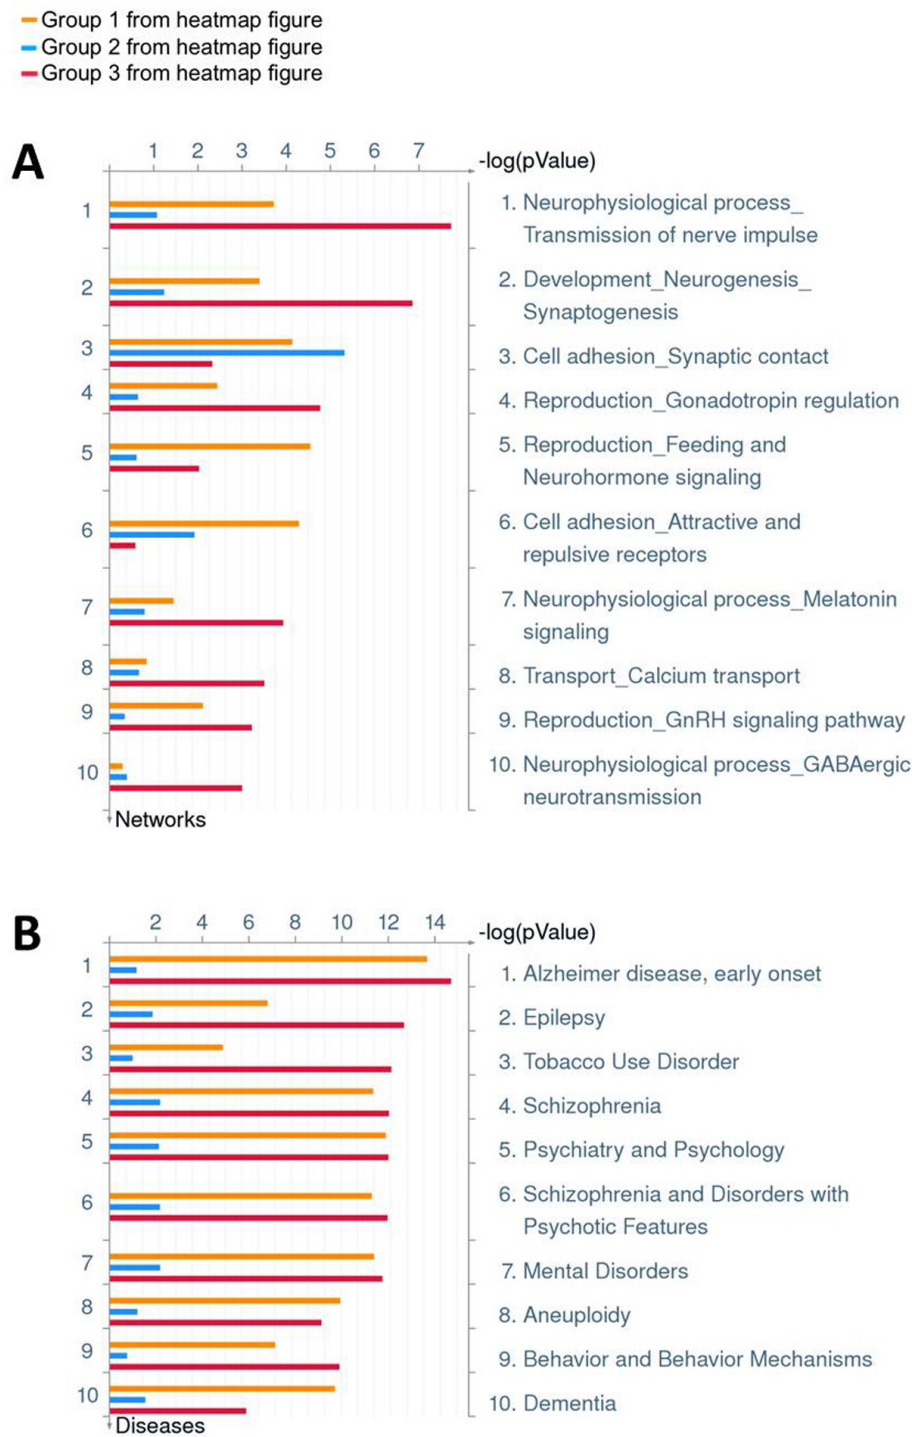 Group 1 from heatmap figure
Group 2 from heatmap figure
Group 3 from heatmap figure
A
1 2 3 4 5 6 7 -log(pValue)
1 1. Neurophysiological process_
Transmission of nerve impulse
2 2. Development_Neurogenesis_
Synaptogenesis
3 3. Cell adhesion_Synaptic contact
4 4. Reproduction_Gonadotropin regulation
5 5. Reproduction_Feeding and
Neurohormone signaling
6 6. Cell adhesion_Attractive and
repulsive receptors
7 7. Neurophysiological process_Melatonin
signaling
8 8. Transport_Calcium transport
9 9. Reproduction_GnRH signaling pathway
10 10. Neurophysiological process_GABAergic
neurotransmission
Networks
B
2 4 6 8 10 12 14 -log(pValue)
1 1. Alzheimer disease, early onset
2 2. Epilepsy
3 3. Tobacco Use Disorder
4 4. Schizophrenia
5 5. Psychiatry and Psychology
6 6. Schizophrenia and Disorders with
Psychotic Features
7 7. Mental Disorders
8 8. Aneuploidy
9 9. Behavior and Behavior Mechanisms
10 10. Dementia
Diseases